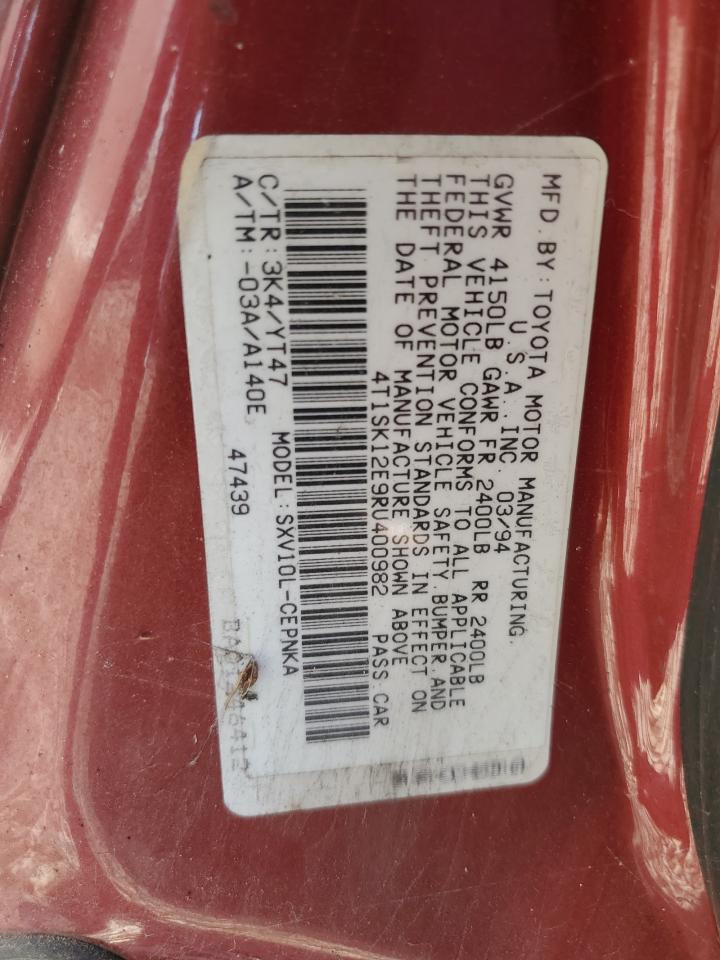 MFD.BY:TOYOTA MOTOR MANUFACTURING.
U.S.A.,INC. 03/94
GVWR 4150LB GAWR FR 2400LB RR 2400LB
THIS VEHICLE CONFORMS TO ALL APPLICABLE
FEDERAL MOTOR VEHICLE SAFETY.BUMPER.AND
THEFT PREVENTION STANDARDS IN EFFECT ON
THE DATE OF MANUFACTURE SHOWN ABOVE
4T1SK12E9RU400982 PASS.CAR
C/TR:3K4/YT47 MODEL:SXV10L-CEPNKA
A/TM:-03A/A140E 47439